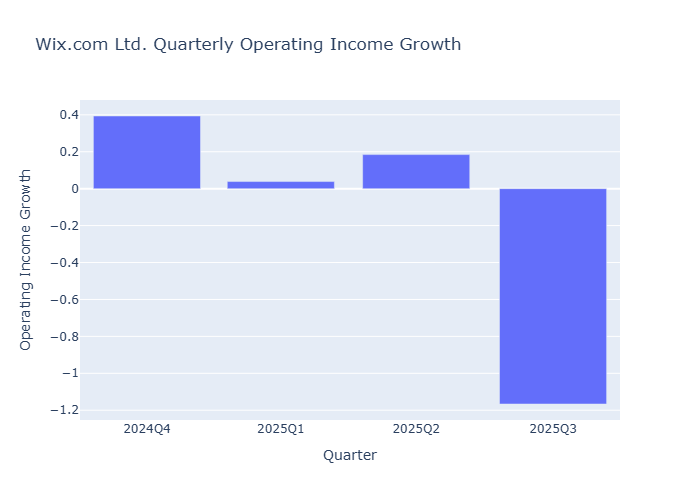 Wix.com Ltd. Quarterly Operating Income Growth
Operating Income Growth
0.4
0.2
0
−0.2
−0.4
−0.6
−0.8
−1
−1.2
2024Q4
2025Q1
2025Q2
2025Q3
Quarter